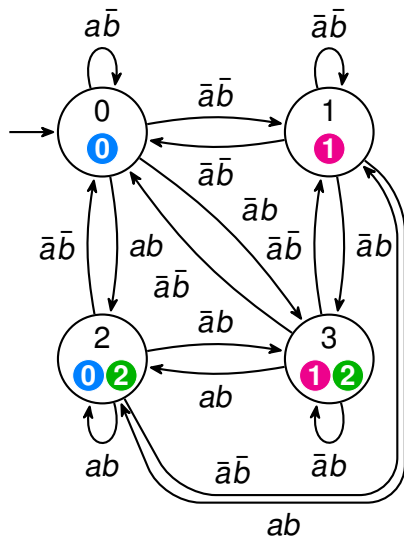 ab̄ āb̄
0 āb̄ 1
0 1
āb̄
āb
āb̄ ab āb̄ āb
āb̄
2 āb 3
0 2 1 2
ab
ab āb̄ āb
ab